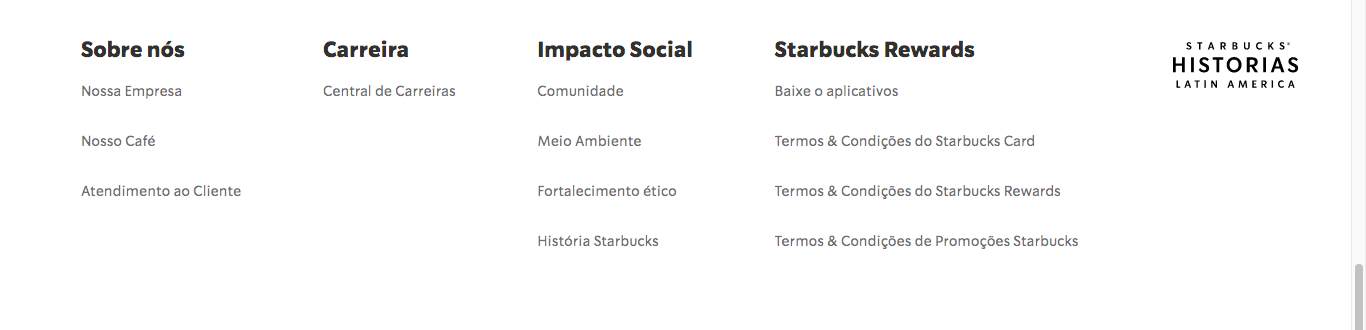 Sobre nós
Nossa Empresa
Nosso Café
Atendimento ao Cliente
Carreira
Central de Carreiras
Impacto Social
Comunidade
Meio Ambiente
Fortalecimento ético
História Starbucks
Starbucks Rewards
Baixe o aplicativos
Termos & Condições do Starbucks Card
Termos & Condições do Starbucks Rewards
Termos & Condições de Promoções Starbucks
STARBUCKS®
HISTORIAS
LATIN AMERICA